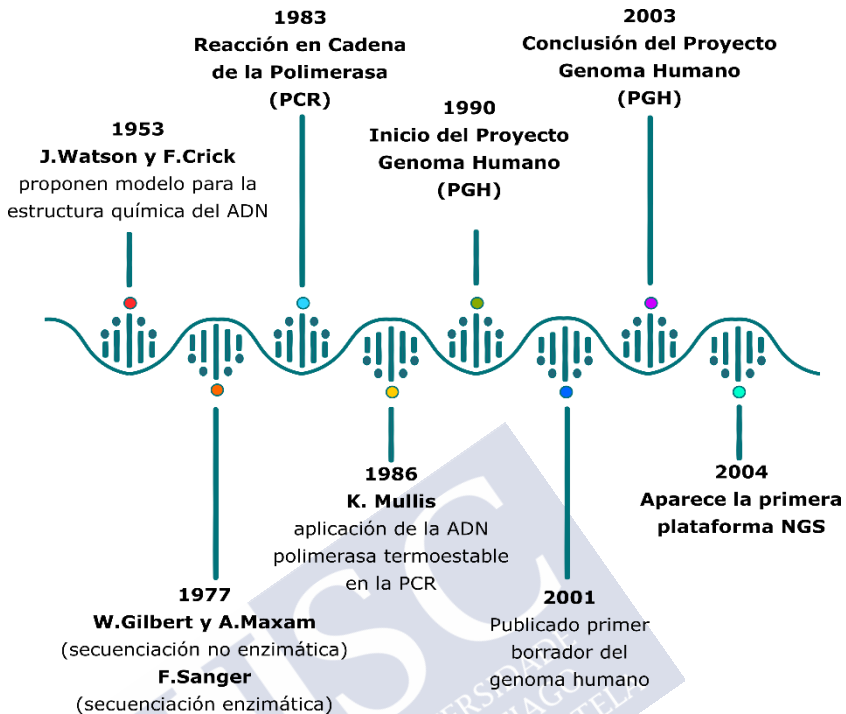 1953
J.Watson y F.Crick
proponen modelo para la
estructura química del ADN
1977
W.Gilbert y A.Maxam
(secuenciación no enzimática)
F.Sanger
(secuenciación enzimática)
1983
Reacción en Cadena
de la Polimerasa
(PCR)
1986
K. Mullis
aplicación de la ADN
polimerasa termoestable
en la PCR
1990
Inicio del Proyecto
Genoma Humano
(PGH)
2001
Publicado primer
borrador del
genoma humano
2003
Conclusión del Proyecto
Genoma Humano
(PGH)
2004
Aparece la primera
plataforma NGS
USC